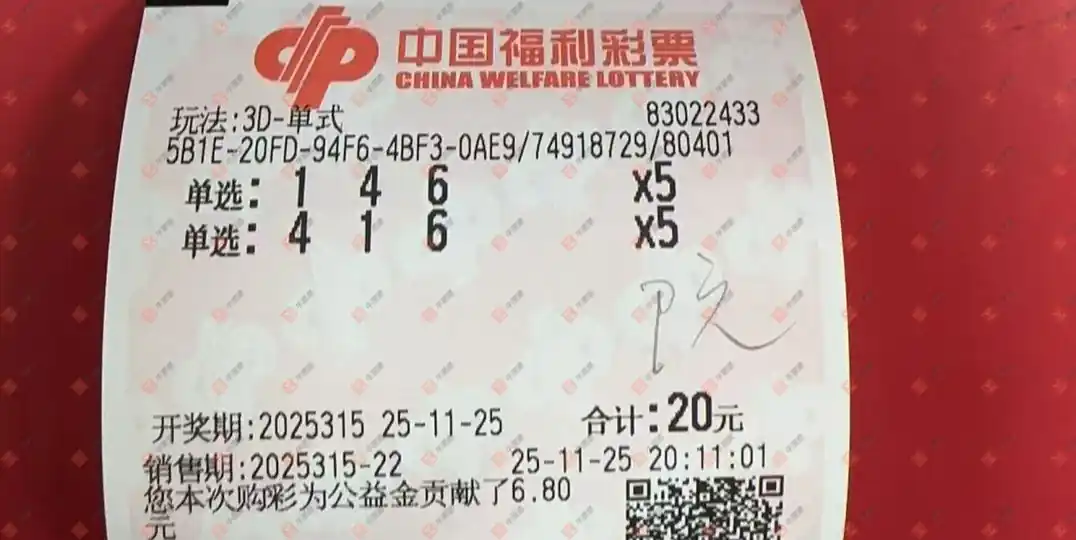 中国福利彩票
CHINA WELFARE LOTTERY
玩法:3D-单式 83022433
5B1E-20FD-94F6-4BF3-0AE9/74918729/80401
单选: 1 4 6 x5
单选: 4 1 6 x5
开奖期:2025315 25-11-25 合计:20元
销售期:2025315-22 25-11-25 20:11:01
您本次购彩为公益金贡献了6.80
元